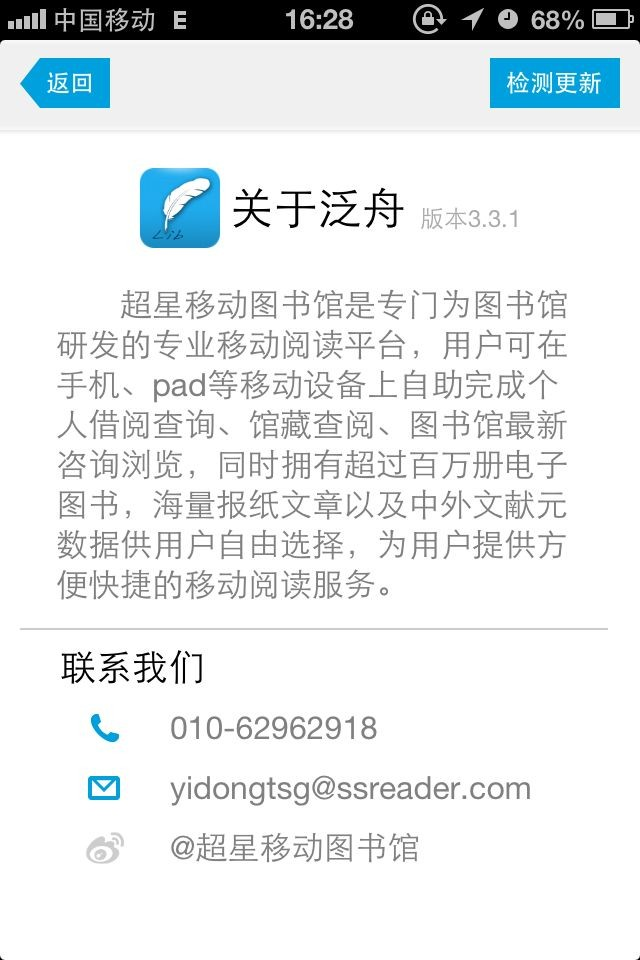 中国移动 E 16:28 68%
返回 检测更新
Lib
关于泛舟 版本3.3.1
超星移动图书馆是专门为图书馆
研发的专业移动阅读平台，用户可在
手机、pad等移动设备上自助完成个
人借阅查询、馆藏查阅、图书馆最新
咨询浏览，同时拥有超过百万册电子
图书，海量报纸文章以及中外文献元
数据供用户自由选择，为用户提供方
便快捷的移动阅读服务。
联系我们
010-62962918
yidongtsg@ssreader.com
@超星移动图书馆